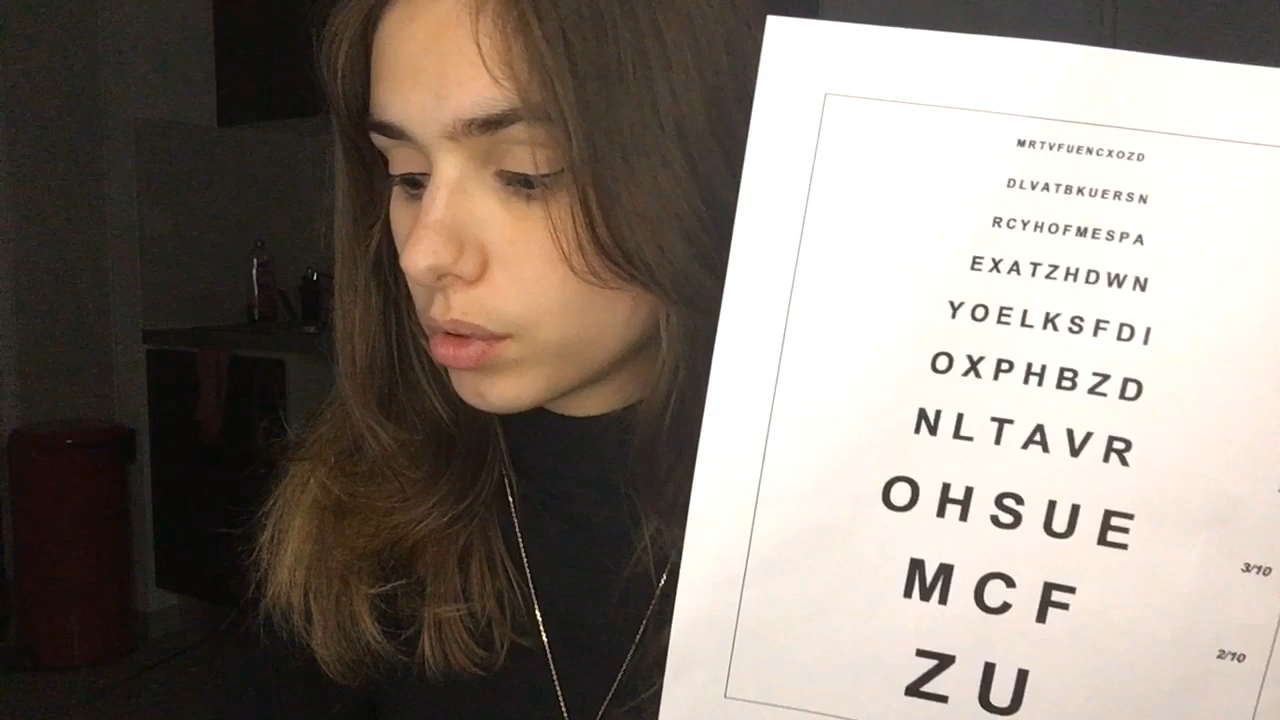 MRTVFUENCXOZD
DLVATBKUERSN
RCYHOFMESPA
EXATZHDWN
YOELKSFDI
OXPHBZD
NLTAVR
OHSUE
MCF
3/10
ZU
2/10